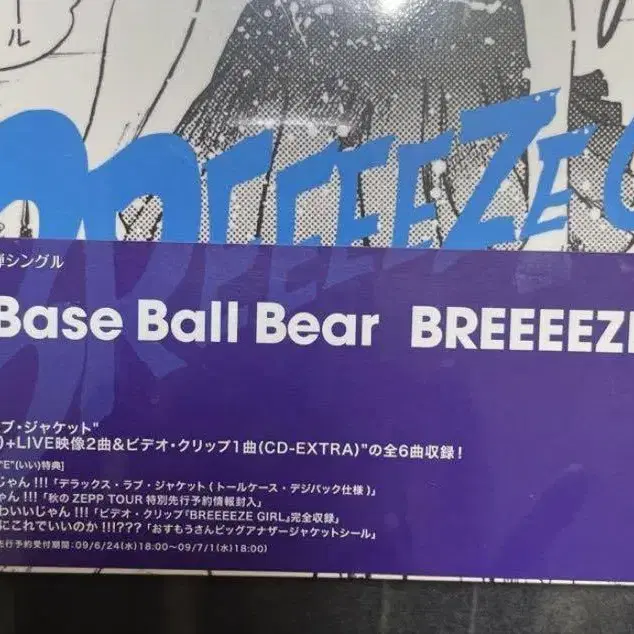 ル
BREEEEZE G
弾シングル
Base Ball Bear BREEEEZE
ブ・ジャケット"
)+LIVE映像2曲&ビデオ・クリップ1曲(CD-EXTRA)"の全6曲収録!
"E"(いい)特典]
じゃん!!!「デラックス・ラブ・ジャケット(トールケース・デジパック仕様)」
ゃん!!!「秋のZEPP TOUR 特別先行予約情報封入」
わいいじゃん!!!「ビデオ・クリップ『BREEEEZE GIRL』完全収録」
にこれでいいのか!!!???「おすもうさんビッグアナザージャケットシール」
先行予約受付期間:09/6/24(水)18:00～09/7/1(水)18:00)